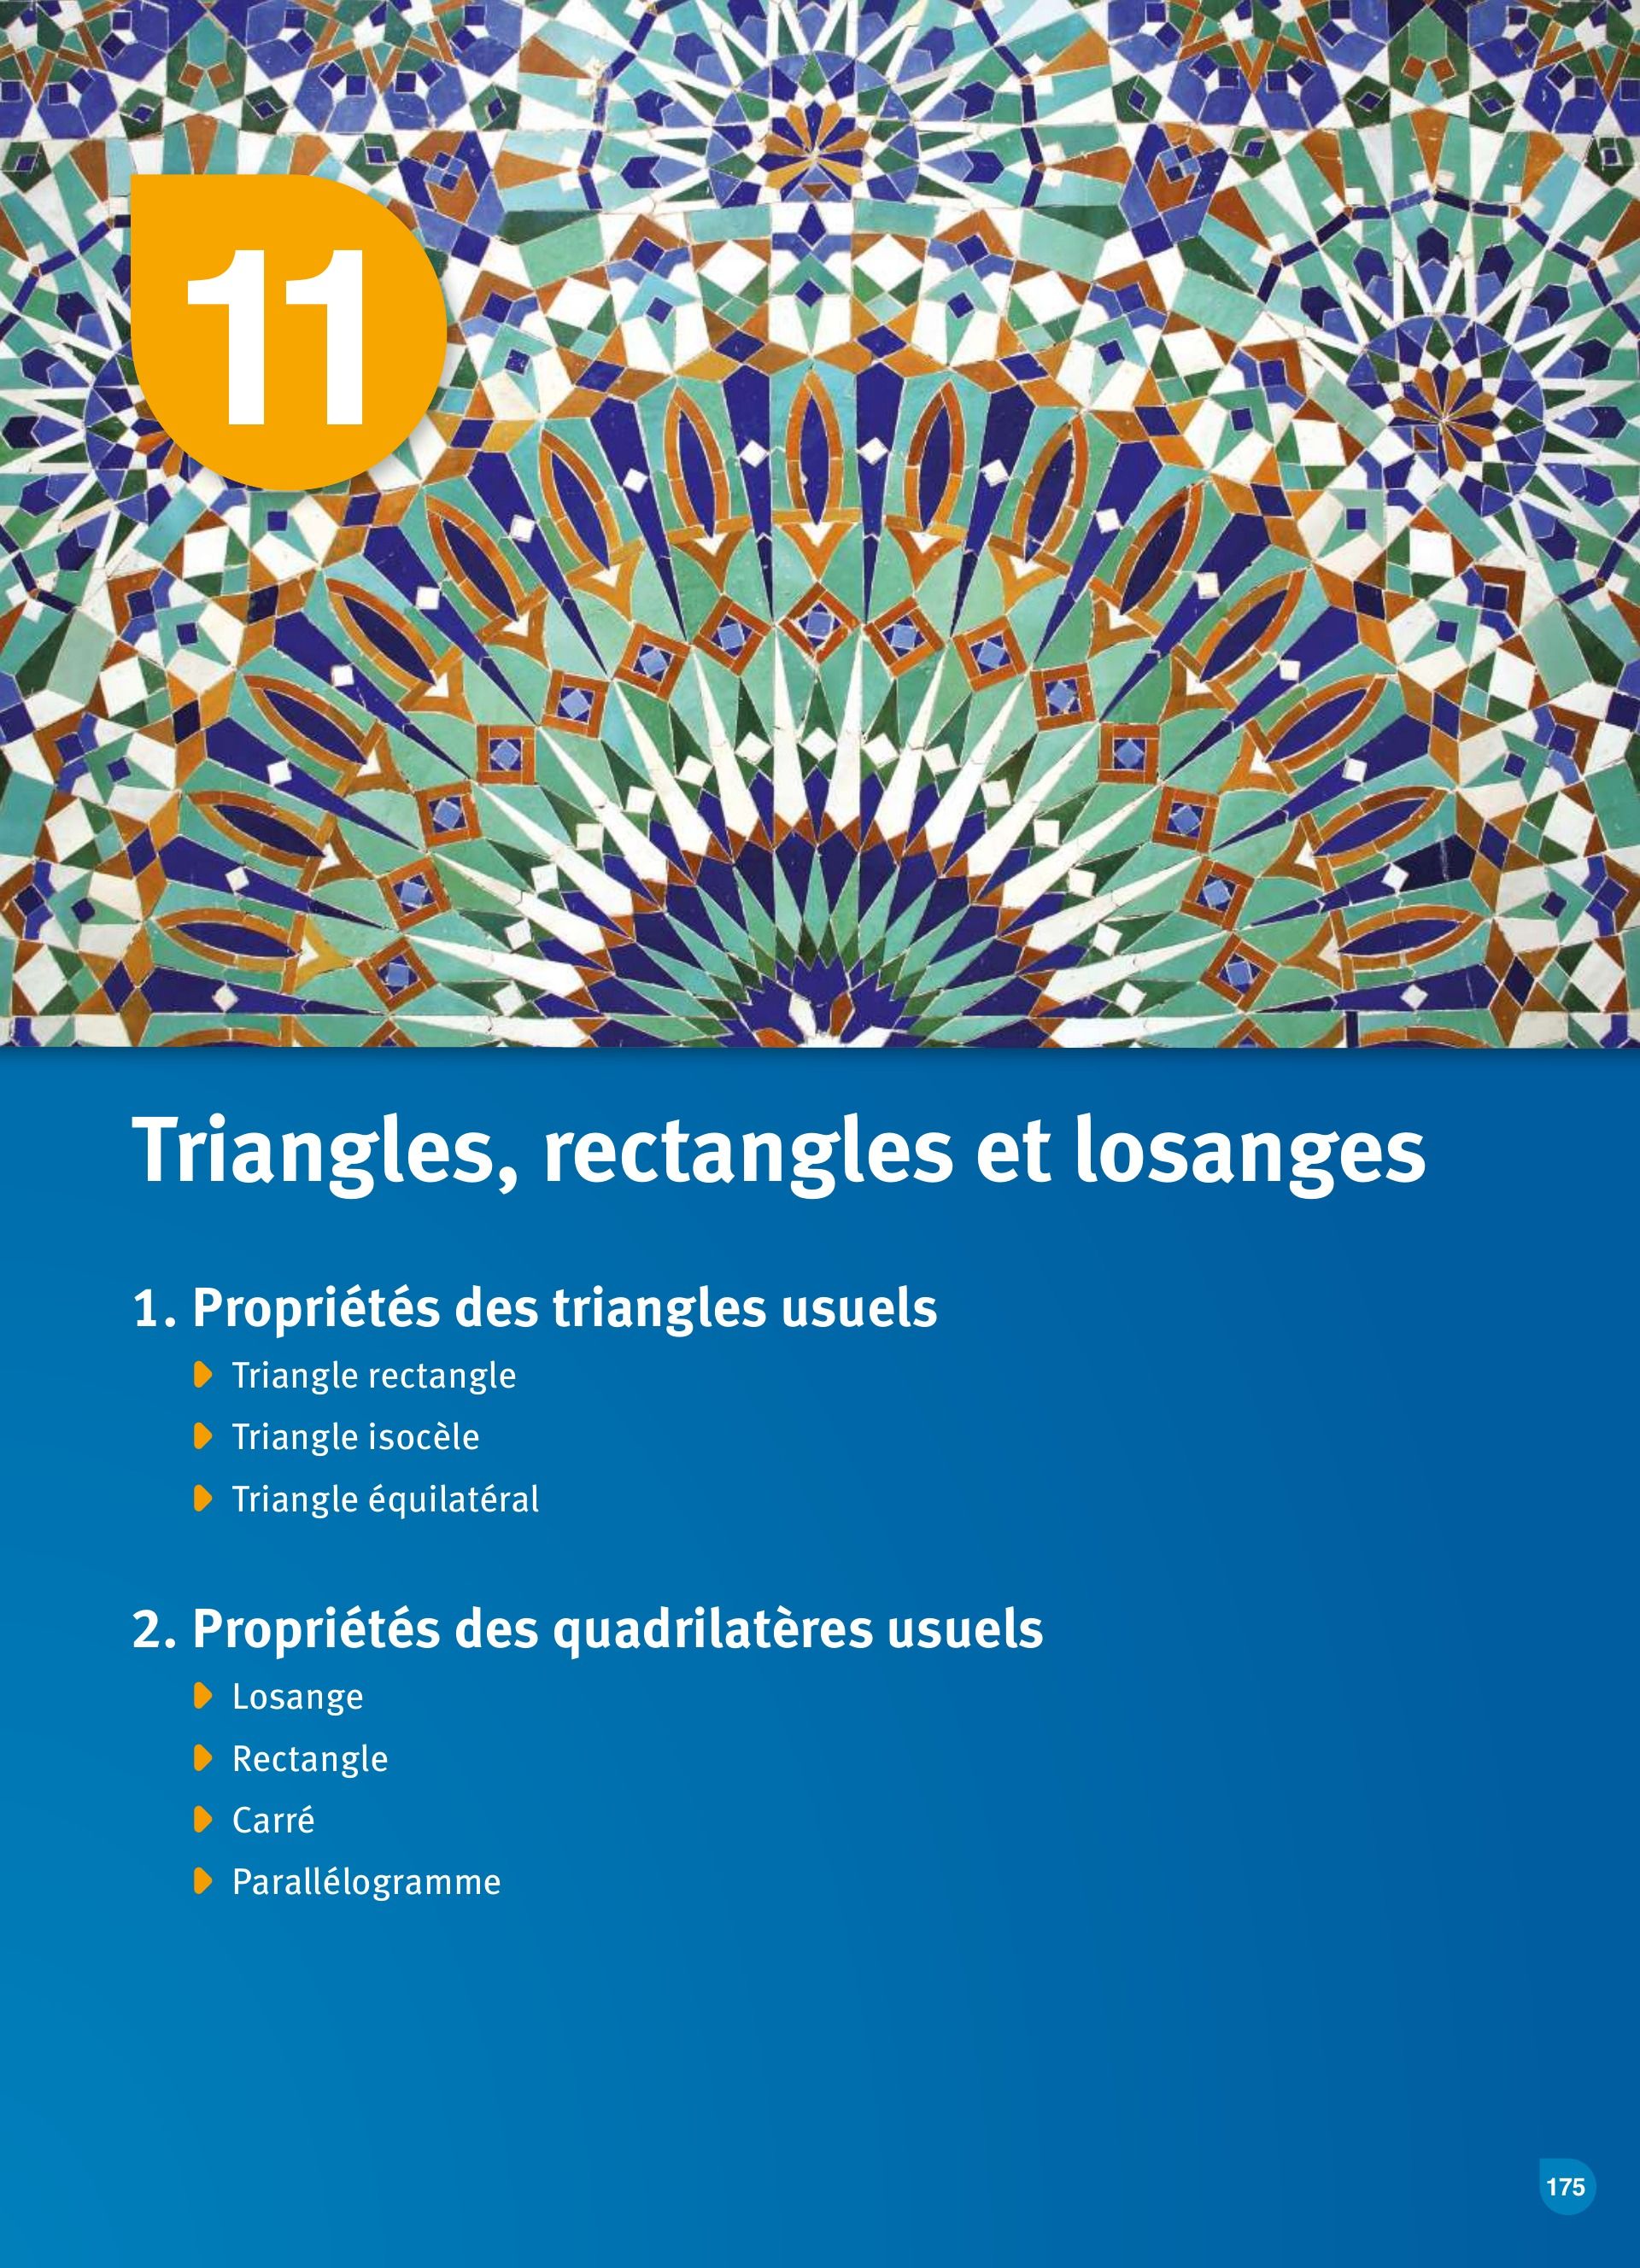 11
Triangles, rectangles et losanges
1. Propriétés des triangles usuels
Triangle rectangle
Triangle isocèle
Triangle équilatéral
2. Propriétés des quadrilatères usuels
Losange
Rectangle
Carré
Parallélogramme
175